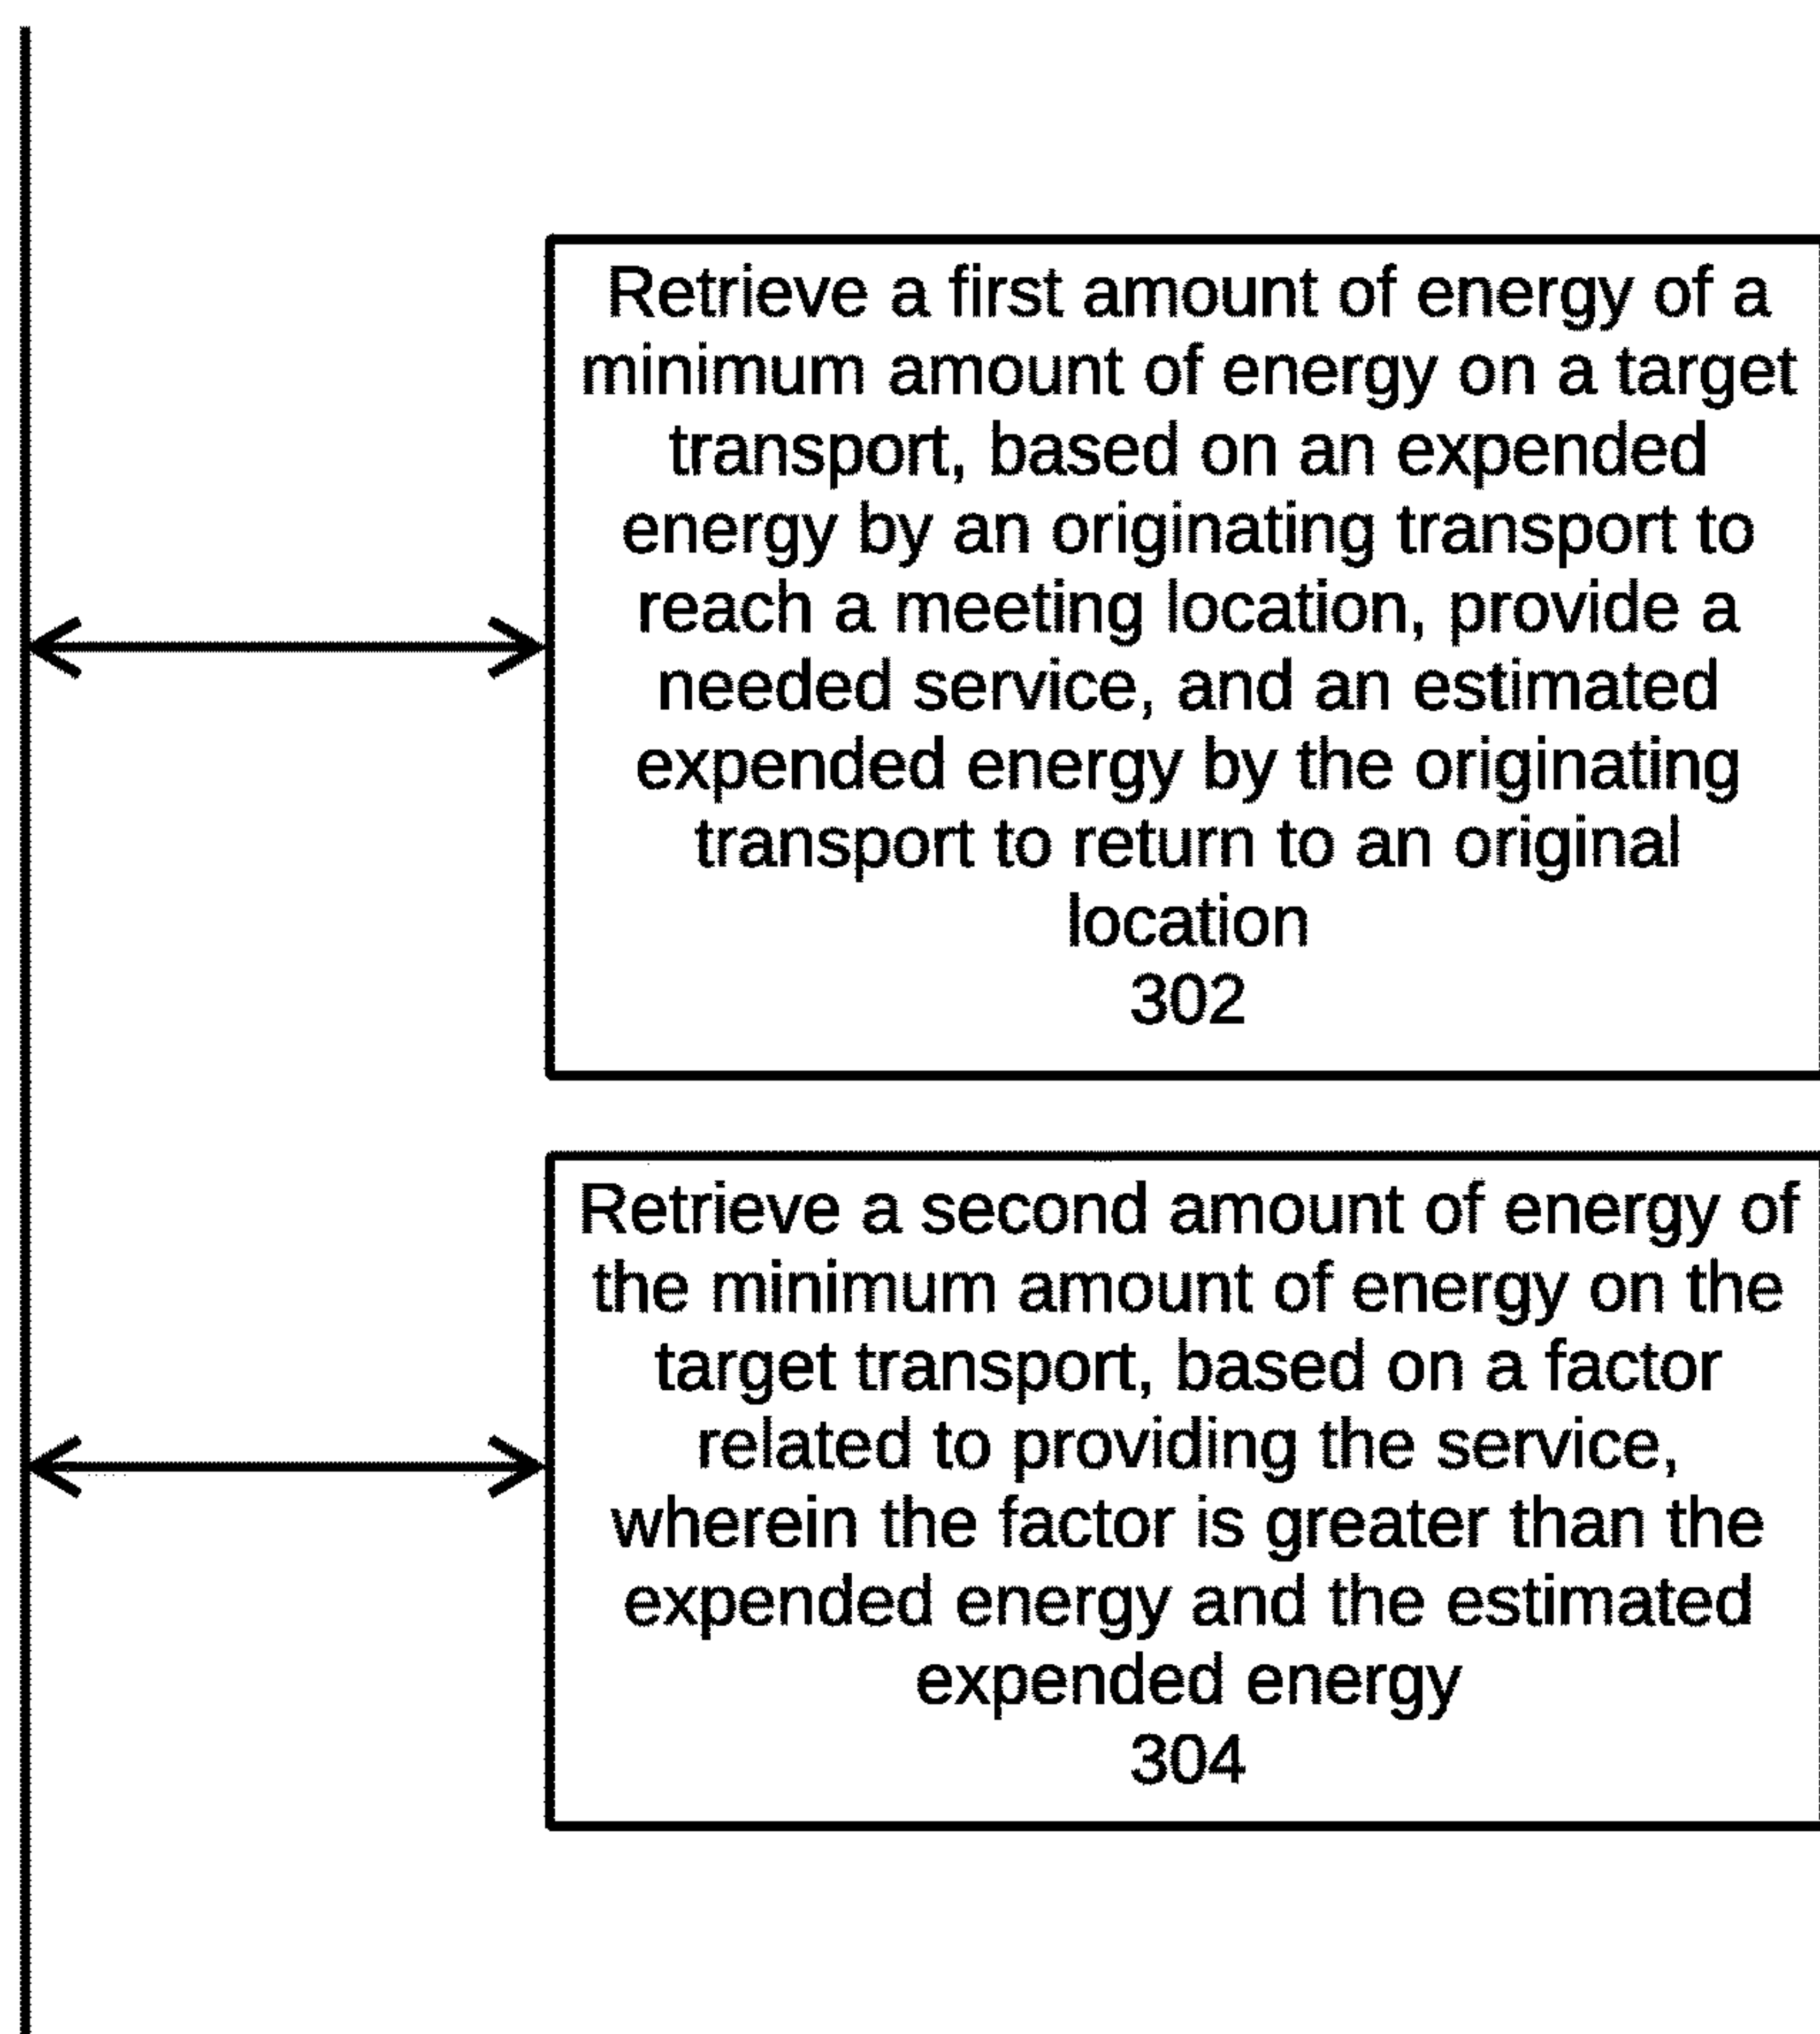 Retrieve a first amount of energy of a
minimum amount of energy on a target
transport, based on an expended
energy by an originating transport to
reach a meeting location, provide a
needed service, and an estimated
expended energy by the originating
transport to return to an original
location
302
Retrieve a second amount of energy of
the minimum amount of energy on the
target transport, based on a factor
related to providing the service,
wherein the factor is greater than the
expended energy and the estimated
expended energy
304